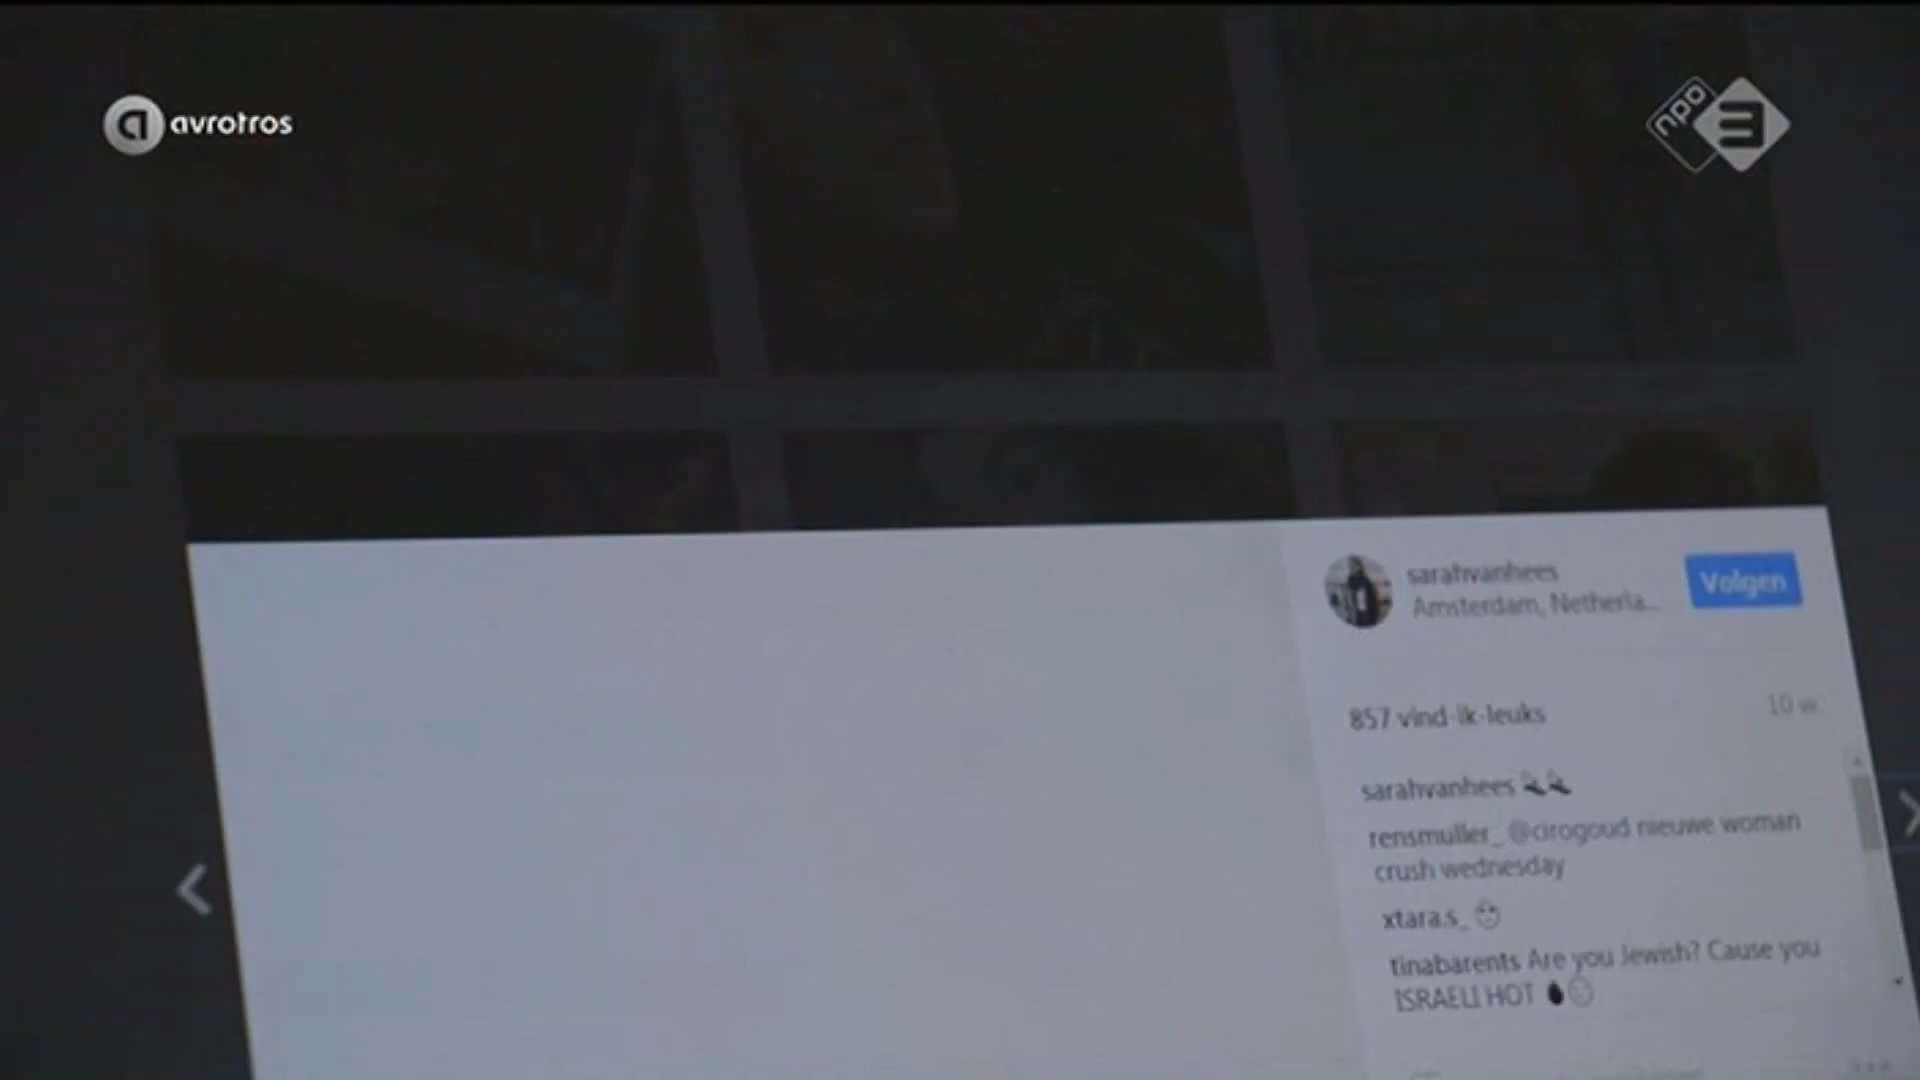 avrotros
npo 3
sarahvanhees
Amsterdam, Netherla...
Volgen
857 vind-ik-leuks
10 w
sarahvanhees
rensmuller_ @cirogoud nieuwe woman
crush wednesday
xtara.s_
tinabarents Are you Jewish? Cause you
ISRAELI HOT